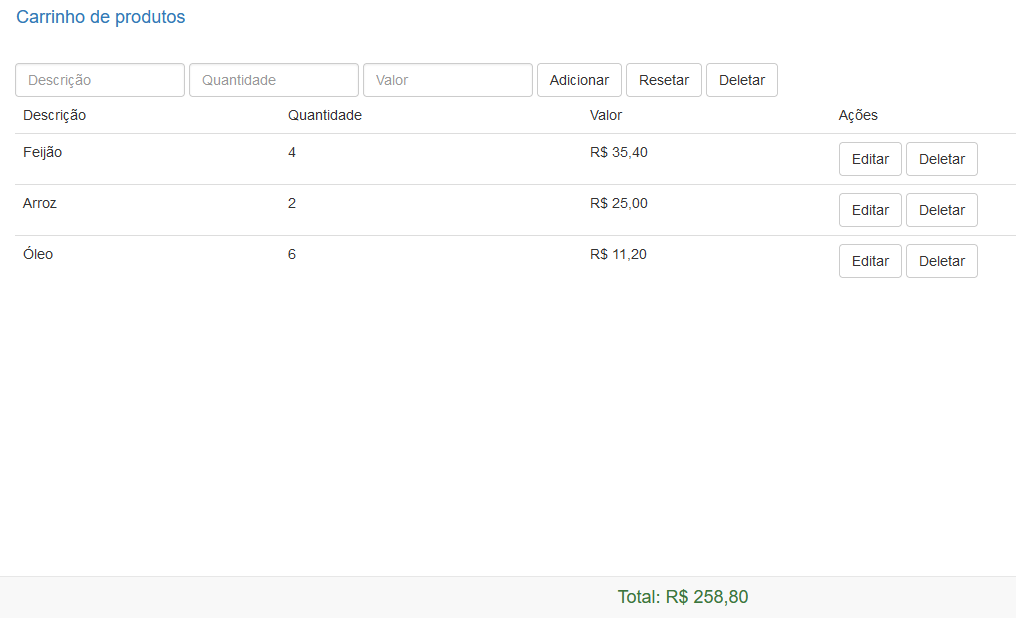 Carrinho de produtos
Descrição Quantidade Valor Adicionar Resetar Deletar
Descrição Quantidade Valor Ações
Feijão 4 R$ 35,40 Editar Deletar
Arroz 2 R$ 25,00 Editar Deletar
Óleo 6 R$ 11,20 Editar Deletar
Total: R$ 258,80